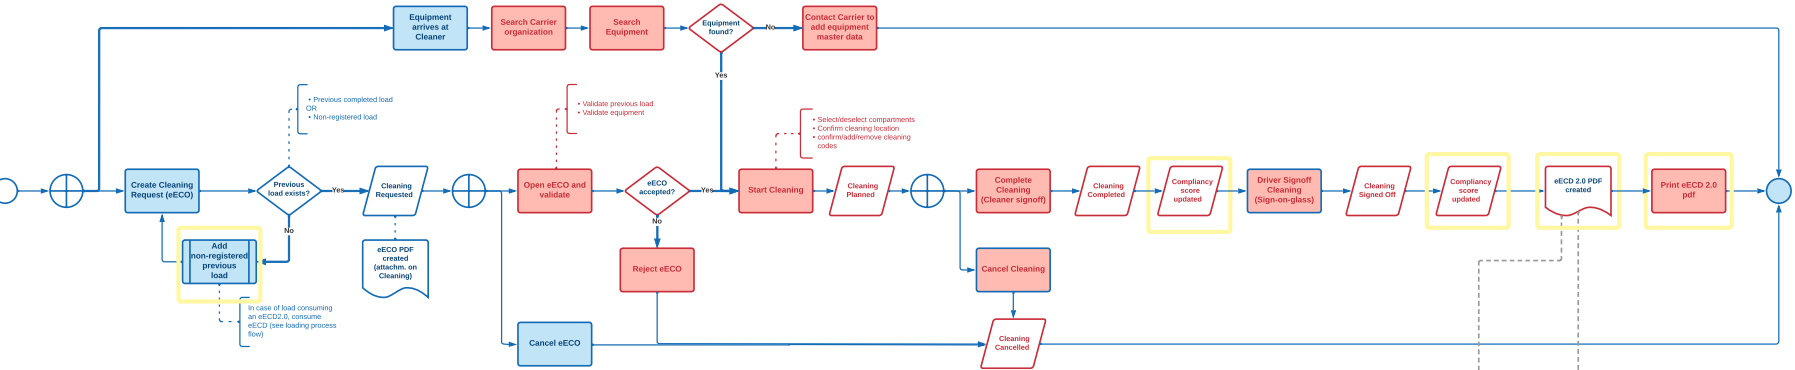 Equipment
arrives at
Cleaner
Search Carrier
organization
Search
Equipment
Equipment
found?
No
Contact Carrier to
add equipment
master data
Yes
• Previous completed load
OR
• Non-registered load
• Validate previous load
• Validate equipment
• Select/deselect compartments
• Confirm cleaning location
• confirm/add/remove cleaning
codes
Create Cleaning
Request (eECO)
Previous
load exists?
Yes
Cleaning
Requested
Open eECO and
validate
eECO
accepted?
Yes
Start Cleaning
Cleaning
Planned
Complete
Cleaning
(Cleaner signoff)
Cleaning
Completed
Compliancy
score
updated
Driver Signoff
Cleaning
(Sign-on-glass)
Cleaning
Signed Off
Compliancy
score
updated
eECD 2.0 PDF
created
Print eECD 2.0
pdf
No
No
Add
non-registered
previous
load
eECO PDF
created
(attachm. on
Cleaning)
Reject eECO
Cancel Cleaning
In case of load consuming
an eECD2.0, consume
eECD (see loading process
flow)
Cancel eECO
Cleaning
Cancelled